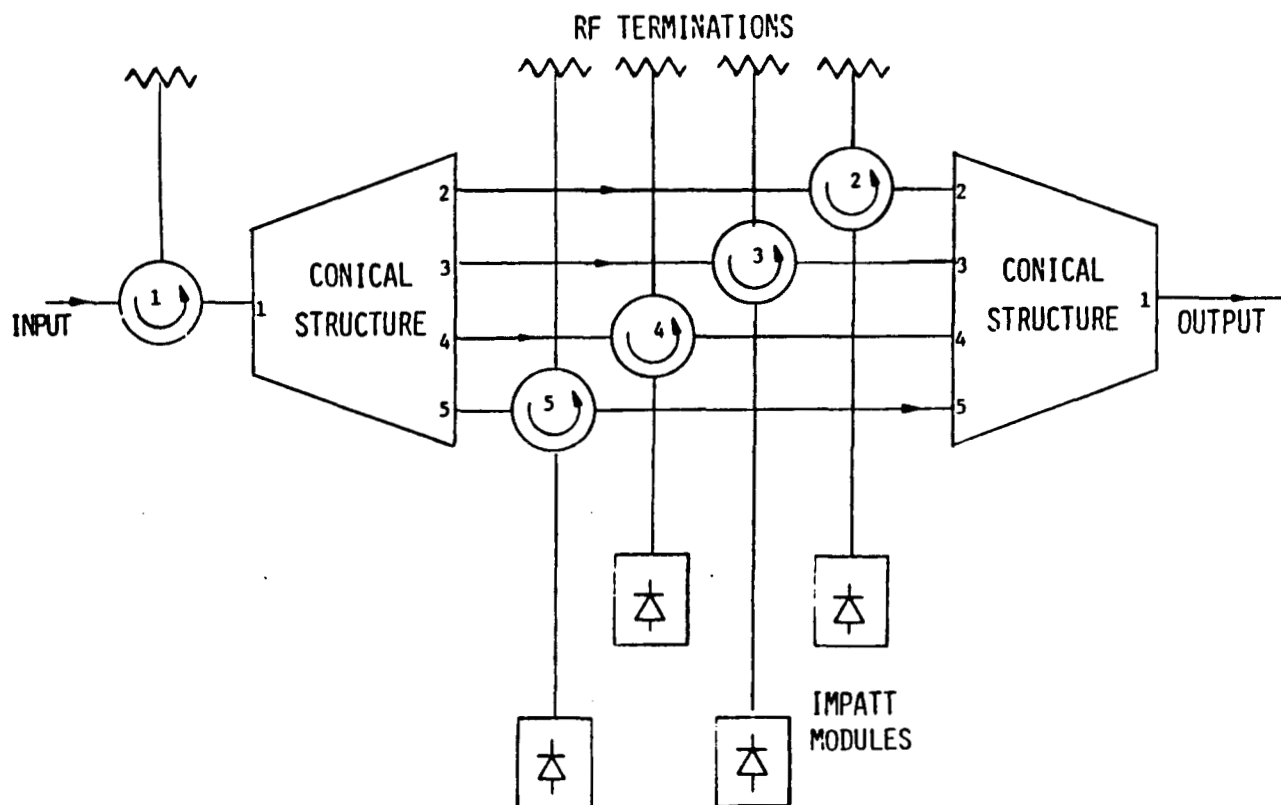 RF TERMINATIONS
2
2
2
3
3
3
CONICAL
STRUCTURE
CONICAL
STRUCTURE
1
1
1
INPUT
OUTPUT
4
4
4
5
5
5
IMPATT
MODULES